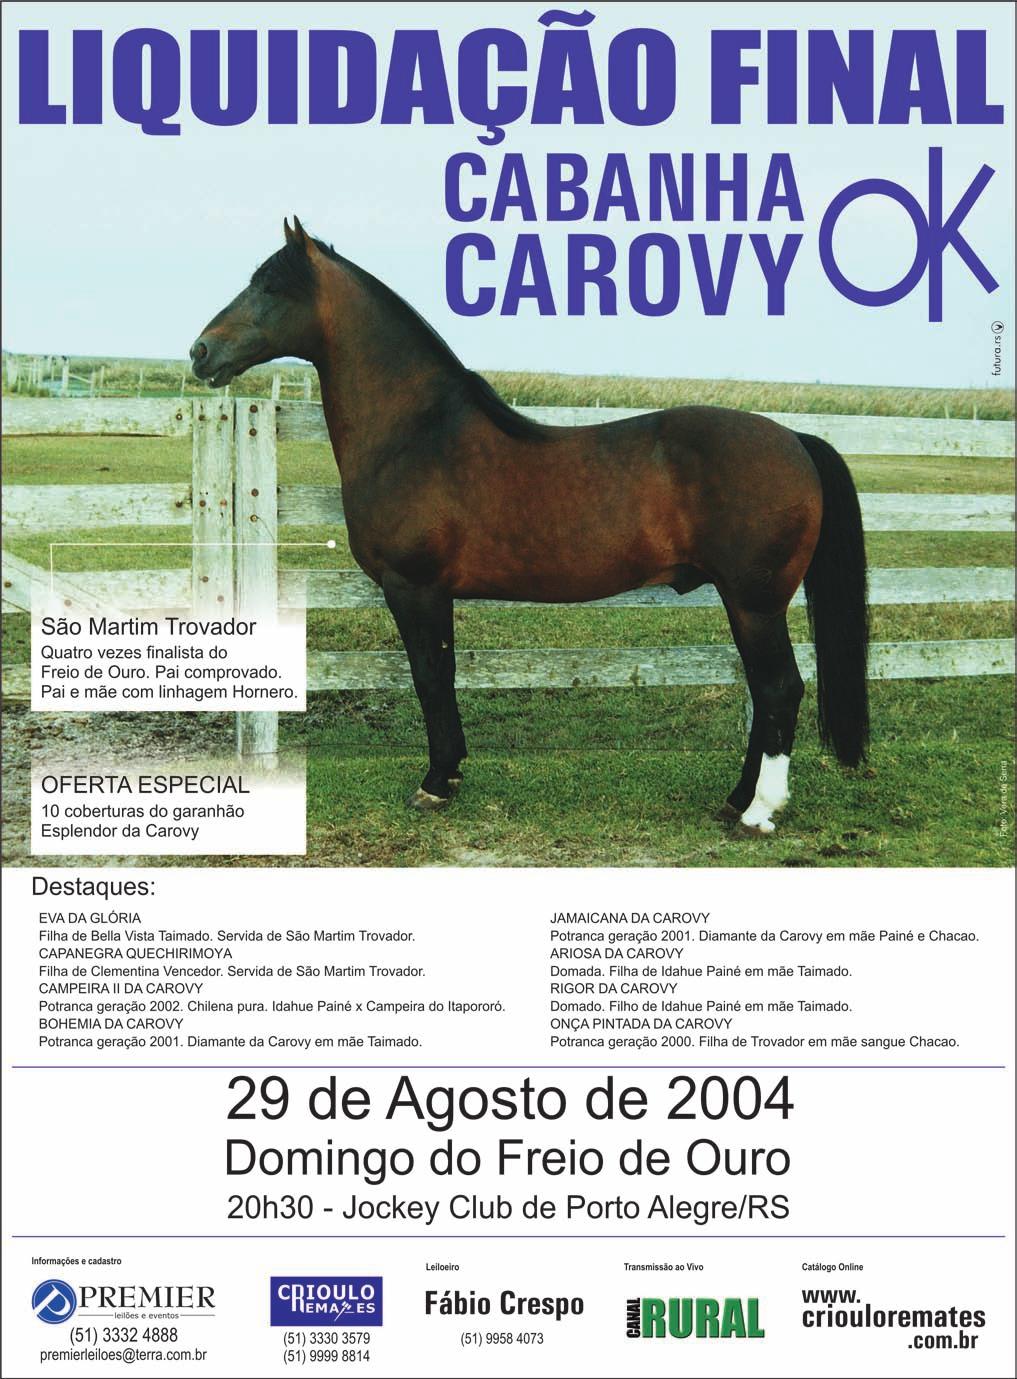 LIQUIDAÇÃO FINAL
CABANHA
CAROVY
OK
futura.rs
São Martim Trovador
Quatro vezes finalista do
Freio de Ouro. Pai comprovado.
Pai e mãe com linhagem Hornero.
OFERTA ESPECIAL
10 coberturas do garanhão
Esplendor da Carovy
Foto: Vera de Serra
Destaques:
EVA DA GLÓRIA
Filha de Bella Vista Taimado. Servida de São Martim Trovador.
CAPANEGRA QUECHIRIMOYA
Filha de Clementina Vencedor. Servida de São Martim Trovador.
CAMPEIRA II DA CAROVY
Potranca geração 2002. Chilena pura. Idahue Painé x Campeira do Itapororó.
BOHEMIA DA CAROVY
Potranca geração 2001. Diamante da Carovy em mãe Taimado.
JAMAICANA DA CAROVY
Potranca geração 2001. Diamante da Carovy em mãe Painé e Chacao.
ARIOSA DA CAROVY
Domada. Filha de Idahue Painé em mãe Taimado.
RIGOR DA CAROVY
Domado. Filho de Idahue Painé em mãe Taimado.
ONÇA PINTADA DA CAROVY
Potranca geração 2000. Filha de Trovador em mãe sangue Chacao.
29 de Agosto de 2004
Domingo do Freio de Ouro
20h30 - Jockey Club de Porto Alegre/RS
Informações e cadastro
PREMIER
leilões e eventos
(51) 3332 4888
premierleiloes@terra.com.br
CRIOULO
REMATES
(51) 3330 3579
(51) 9999 8814
Leiloeiro
Fábio Crespo
(51) 9958 4073
Transmissão ao Vivo
CANAL RURAL
Catálogo Online
www.
crioulоremates
.com.br